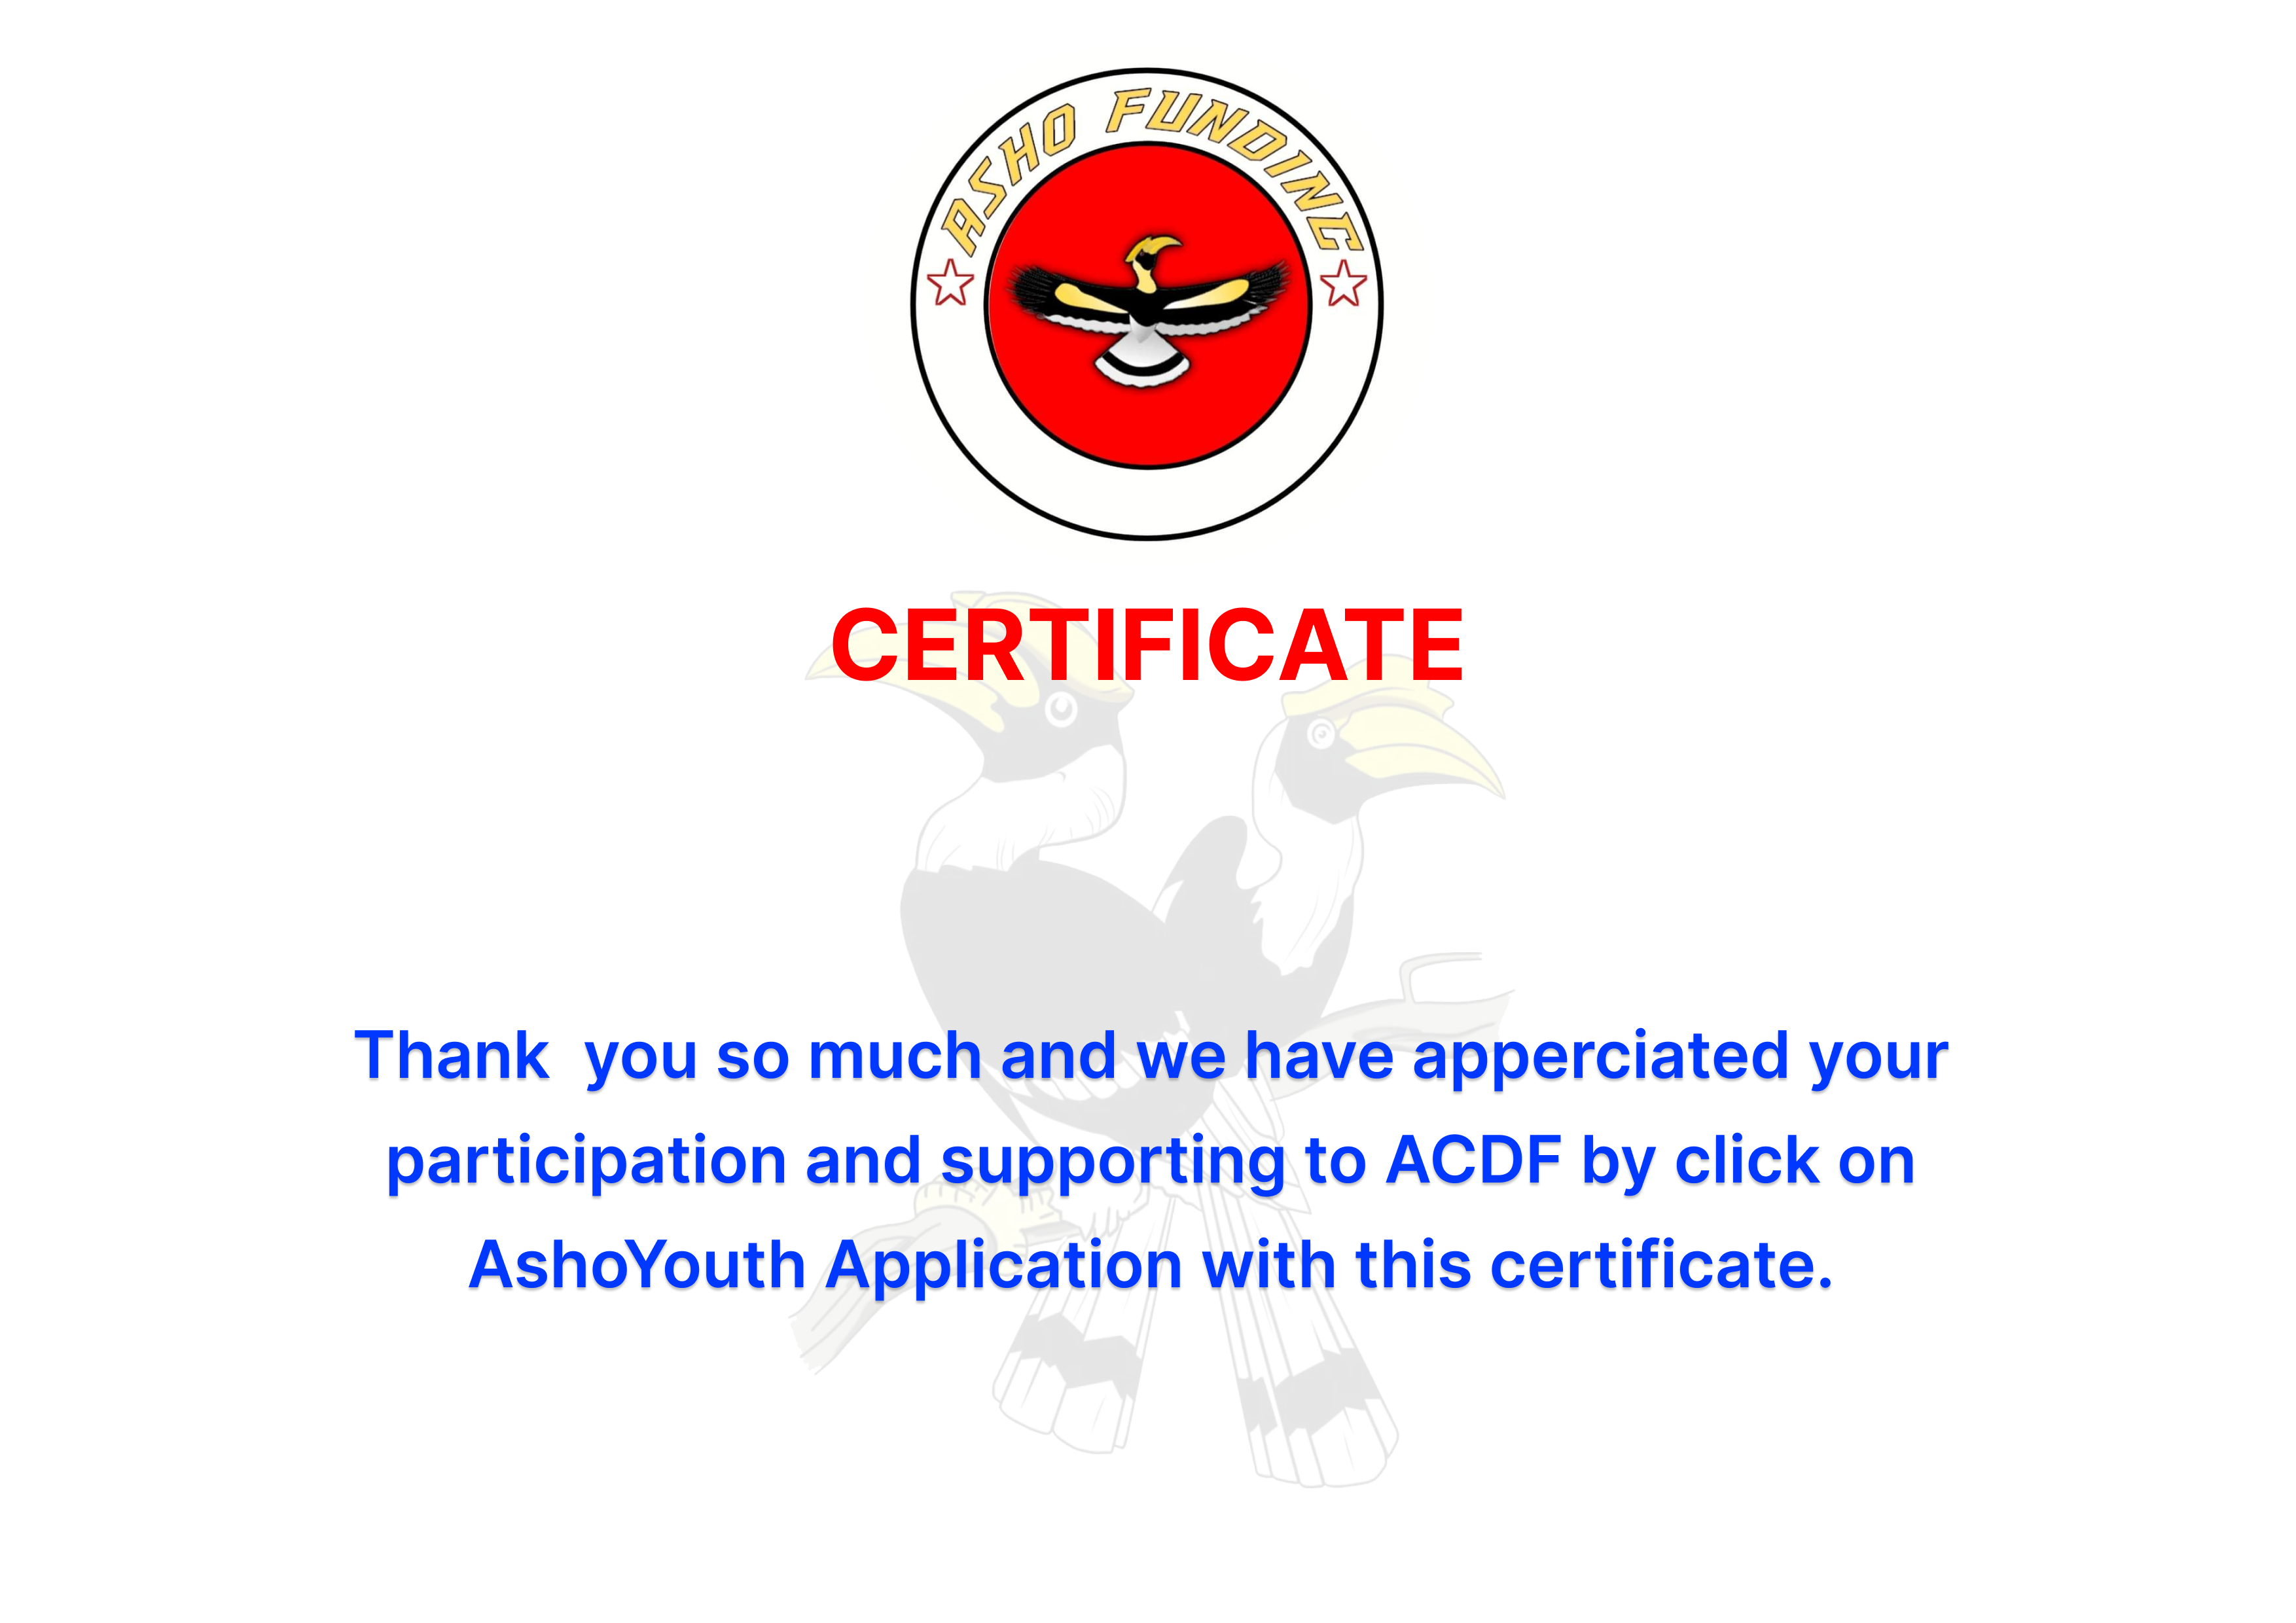 ASHO FUNDING
CERTIFICATE
Thank  you so much and we have apperciated your
participation and supporting to ACDF by click on
AshoYouth Application with this certificate.